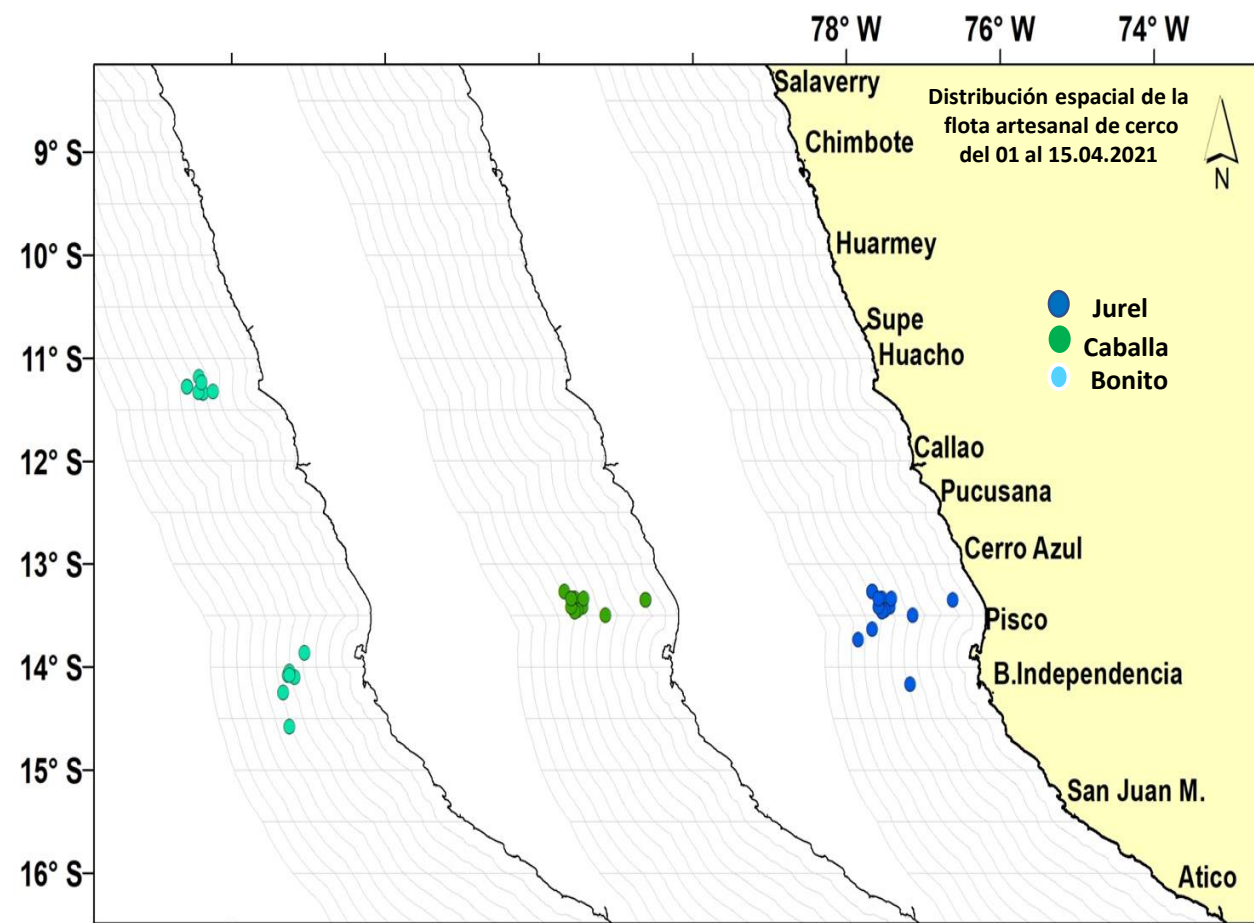 78° W 76° W 74° W
Salaverry
Distribución espacial de la
flota artesanal de cerco
del 01 al 15.04.2021
N
Chimbote
9° S
Huarmey
10° S
Jurel
Supe
Caballa
Huacho
11° S
Bonito
Callao
12° S
Pucusana
Cerro Azul
13° S
Pisco
14° S
B.Independencia
15° S
San Juan M.
16° S
Atico